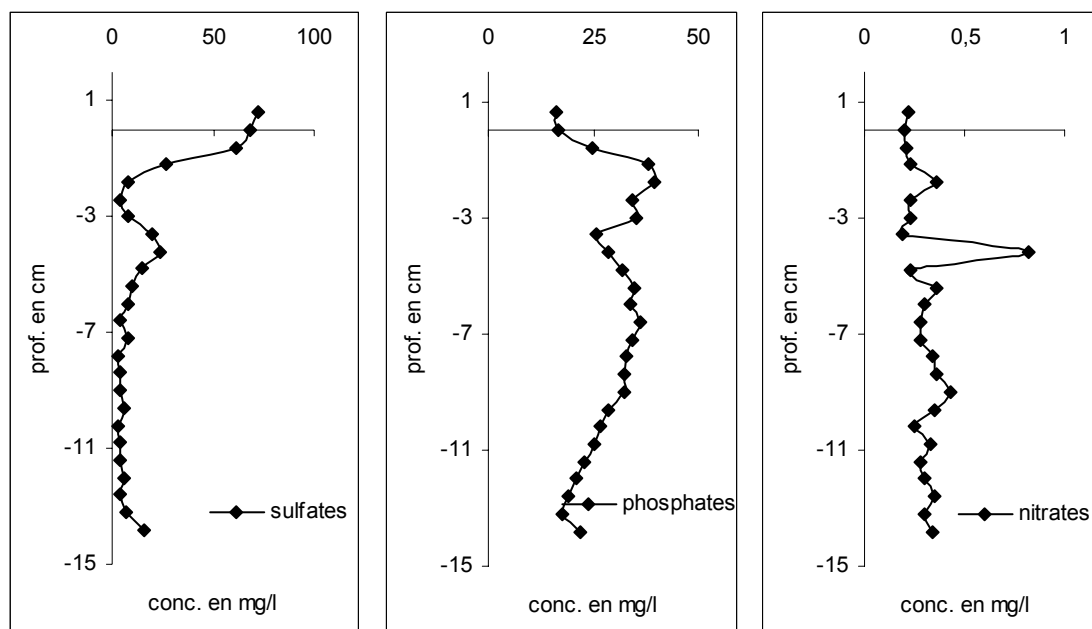 0 50 100
1
-3
-7
-11
-15
prof. en cm
sulfates
conc. en mg/l
0 25 50
1
-3
-7
-11
-15
prof. en cm
phosphates
conc. en mg/l
0 0,5 1
1
-3
-7
-11
-15
prof. en cm
nitrates
conc. en mg/l